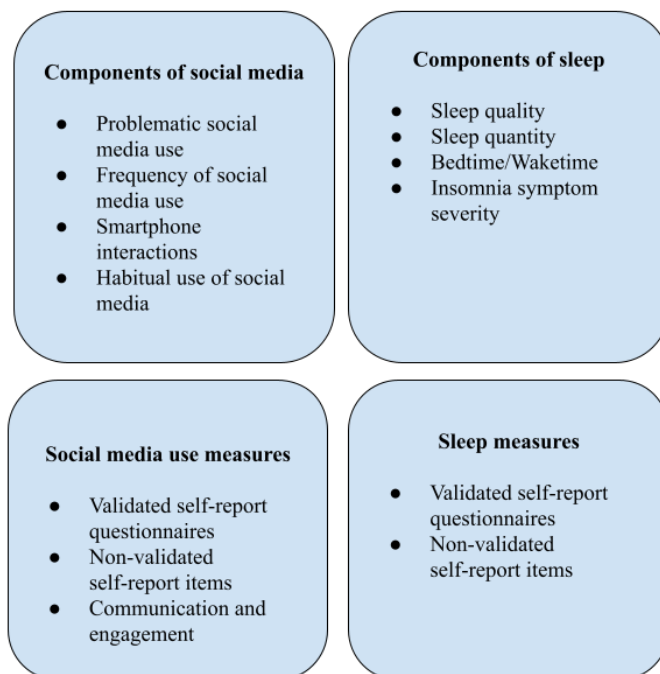 Components of social media
● Problematic social
media use
● Frequency of social
media use
● Smartphone
interactions
● Habitual use of social
media
Components of sleep
● Sleep quality
● Sleep quantity
● Bedtime/Waketime
● Insomnia symptom
severity
Social media use measures
● Validated self-report
questionnaires
● Non-validated
self-report items
● Communication and
engagement
Sleep measures
● Validated self-report
questionnaires
● Non-validated
self-report items